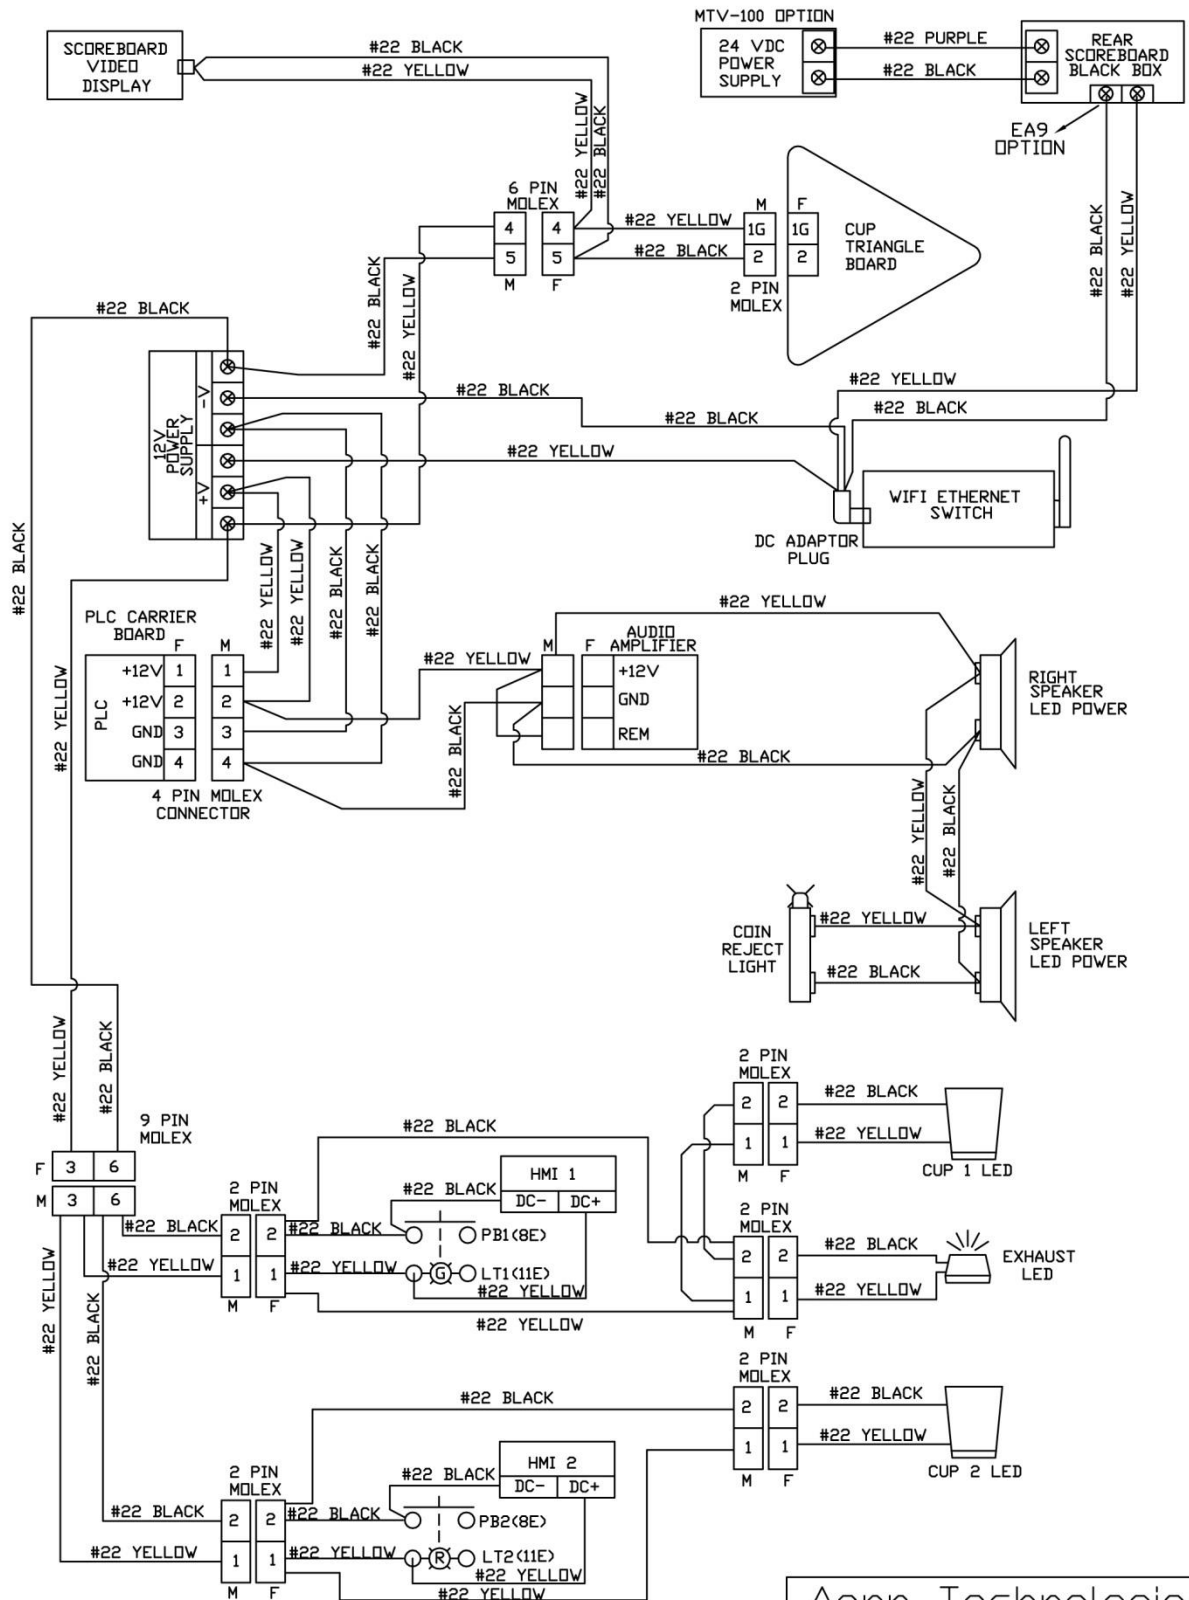 MTV-100 OPTION
SCOREBOARD
VIDEO
DISPLAY
#22 BLACK
#22 YELLOW
24 VDC
POWER
SUPPLY
#22 PURPLE
#22 BLACK
REAR
SCOREBOARD
BLACK BOX
EA9
OPTION
#22 YELLOW
#22 BLACK
6 PIN
MOLEX
4
5
M
4
5
F
#22 YELLOW
#22 BLACK
M
1G
2
F
1G
2
2 PIN
MOLEX
CUP
TRIANGLE
BOARD
#22 BLACK
#22 YELLOW
#22 BLACK
#22 BLACK
#22 YELLOW
12V
POWER
SUPPLY
-V
+V
#22 BLACK
#22 BLACK
#22 YELLOW
#22 YELLOW
#22 BLACK
WIFI ETHERNET
SWITCH
DC ADAPTOR
PLUG
#22 BLACK
#22 YELLOW
#22 YELLOW
#22 YELLOW
#22 BLACK
#22 BLACK
PLC CARRIER
BOARD
F
M
PLC
+12V 1
1
+12V 2
2
GND 3
3
GND 4
4
4 PIN MOLEX
CONNECTOR
#22 YELLOW
#22 BLACK
M
F
AUDIO
AMPLIFIER
+12V
GND
REM
#22 YELLOW
#22 BLACK
RIGHT
SPEAKER
LED POWER
#22 YELLOW
#22 BLACK
COIN
REJECT
LIGHT
#22 YELLOW
#22 BLACK
LEFT
SPEAKER
LED POWER
#22 YELLOW
#22 BLACK
9 PIN
MOLEX
F 3 6
M 3 6
#22 YELLOW
#22 BLACK
#22 BLACK
#22 YELLOW
2 PIN
MOLEX
2
1
M
2
1
F
#22 BLACK
#22 BLACK
#22 BLACK
HMI 1
DC- DC+
PB1(8E)
#22 YELLOW
G
LT1(11E)
#22 YELLOW
#22 YELLOW
2 PIN
MOLEX
2
1
M
2
1
F
#22 BLACK
#22 YELLOW
CUP 1 LED
2 PIN
MOLEX
2
1
M
2
1
F
#22 BLACK
#22 YELLOW
EXHAUST
LED
2 PIN
MOLEX
2
1
M
2
1
F
#22 BLACK
#22 YELLOW
CUP 2 LED
#22 BLACK
#22 BLACK
#22 YELLOW
2 PIN
MOLEX
2
1
M
2
1
F
#22 BLACK
#22 BLACK
HMI 2
DC- DC+
PB2(8E)
#22 YELLOW
R
LT2(11E)
#22 YELLOW
#22 YELLOW